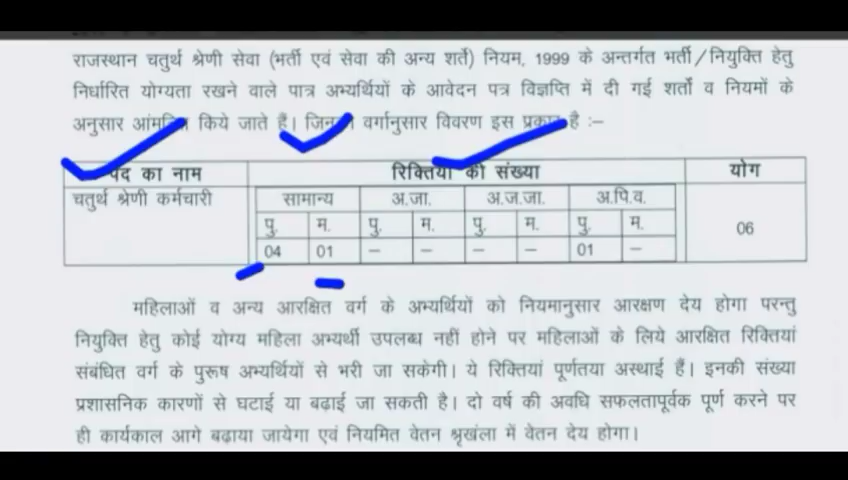 राजस्थान चतुर्थ श्रेणी सेवा (भर्ती एवं सेवा की अन्य शर्ते) नियम, 1999 के अन्तर्गत भर्ती/नियुक्ति हेतु
निर्धारित योग्यता रखने वाले पात्र अभ्यर्थियों के आवेदन पत्र विज्ञप्ति में दी गई शर्तो व नियमों के
अनुसार आंमत्रित किये जाते हैं। जिनका वर्गानुसार विवरण इस प्रकार है :–
पद का नाम रिक्तियों की संख्या योग
चतुर्थ श्रेणी कर्मचारी सामान्य अ.जा. अ.ज.जा. अ.पि.व. 06
पु. म. पु. म. पु. म. पु. म.
04 01 – – – – 01 –
महिलाओं व अन्य आरक्षित वर्ग के अभ्यर्थियों को नियमानुसार आरक्षण देय होगा परन्तु
नियुक्ति हेतु कोई योग्य महिला अभ्यर्थी उपलब्ध नहीं होने पर महिलाओं के लिये आरक्षित रिक्तियां
संबंधित वर्ग के पुरूष अभ्यर्थियों से भरी जा सकेगी। ये रिक्तियां पूर्णतया अस्थाई हैं। इनकी संख्या
प्रशासनिक कारणों से घटाई या बढ़ाई जा सकती है। दो वर्ष की अवधि सफलतापूर्वक पूर्ण करने पर
ही कार्यकाल आगे बढ़ाया जायेगा एवं नियमित वेतन श्रृखंला में वेतन देय होगा।